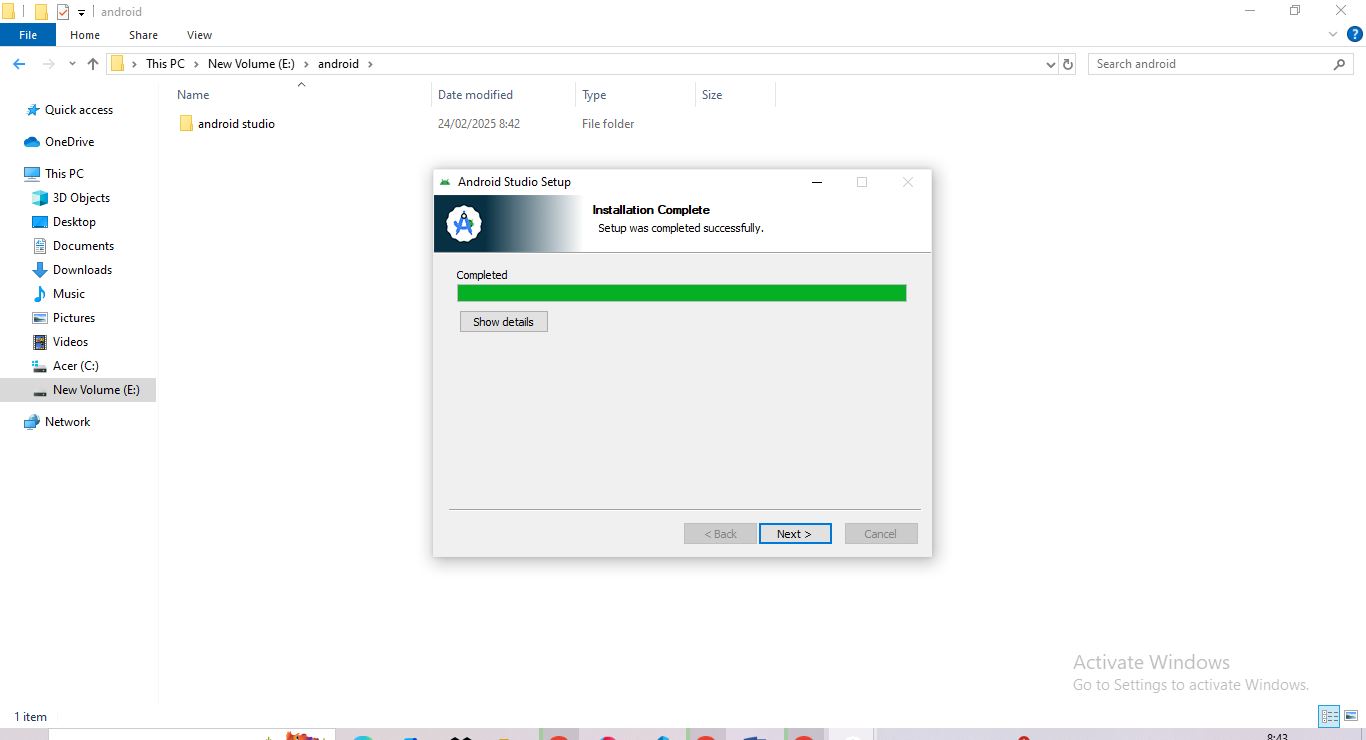 android
File Home Share View
This PC New Volume (E:) android
Search android
Name Date modified Type Size
android studio 24/02/2025 8:42 File folder
Quick access
OneDrive
This PC
3D Objects
Desktop
Documents
Downloads
Music
Pictures
Videos
Acer (C:)
New Volume (E:)
Network
Android Studio Setup
Installation Complete
Setup was completed successfully.
Completed
Show details
< Back Next > Cancel
Activate Windows
Go to Settings to activate Windows.
1 item
8:43